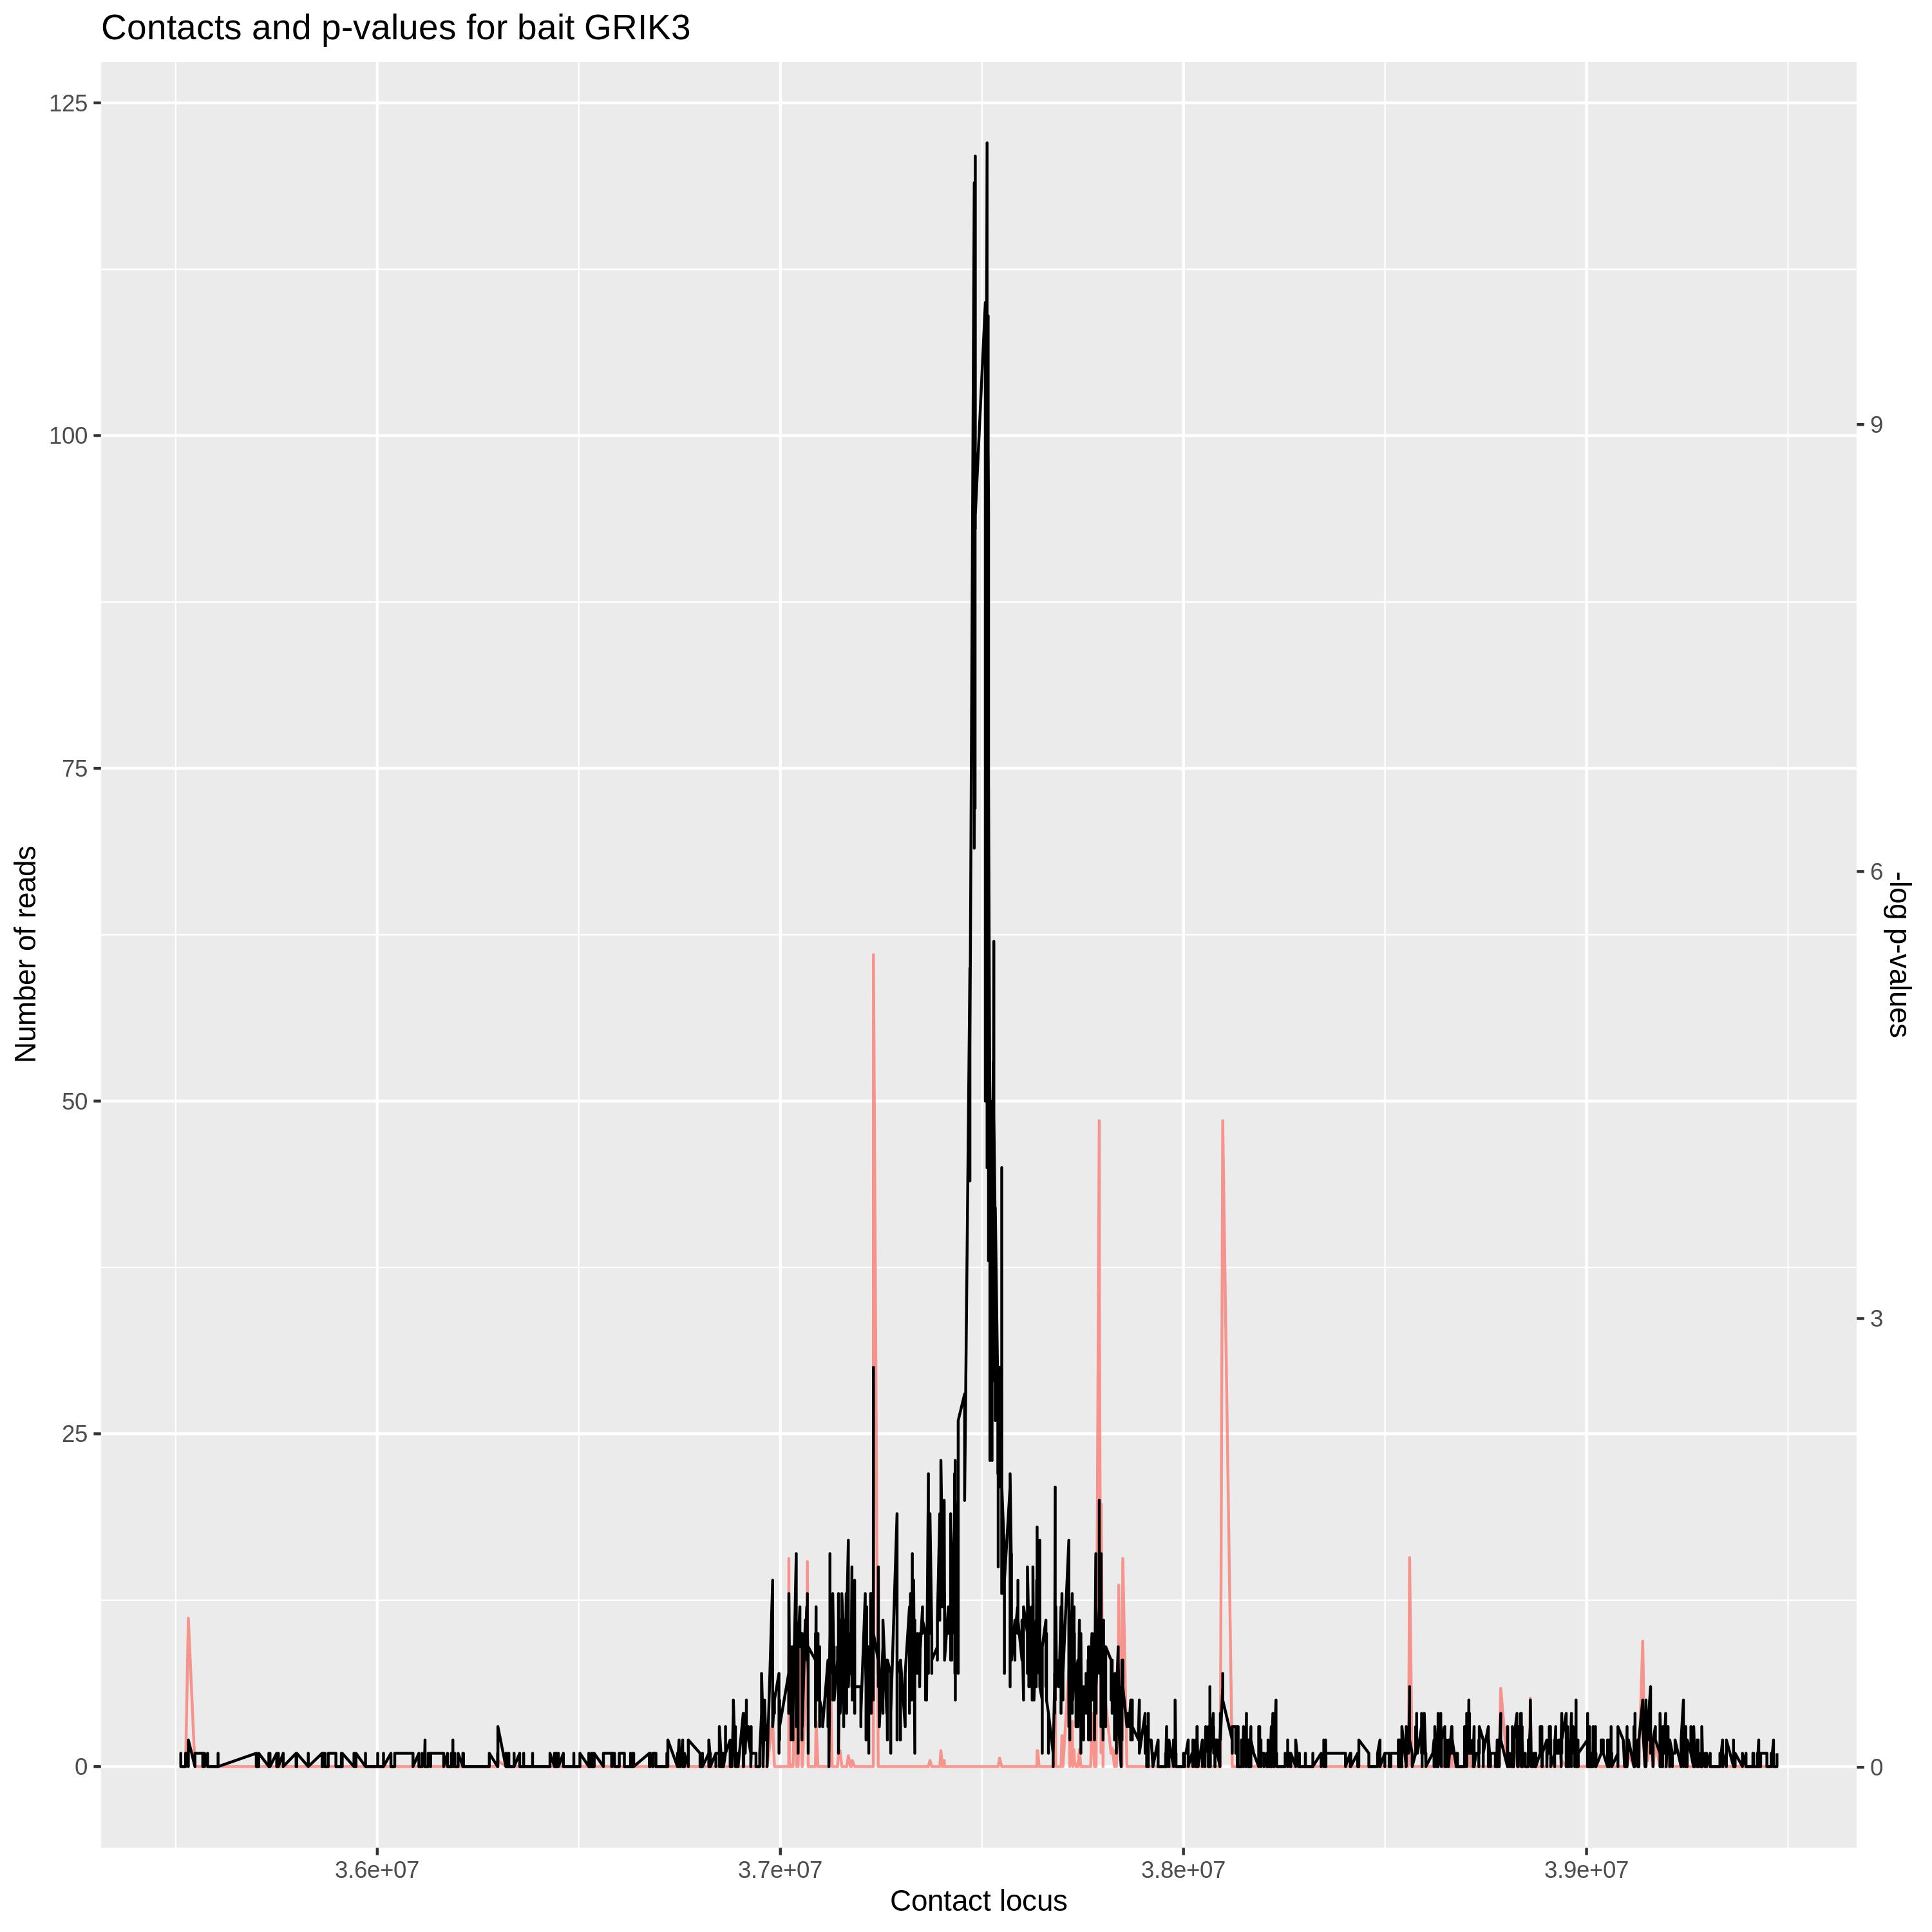 Contacts and p-values for bait GRIK3
125
100
75
50
25
0
Number of reads
9
6
3
0
-log p-values
3.6e+07
3.7e+07
3.8e+07
3.9e+07
Contact locus